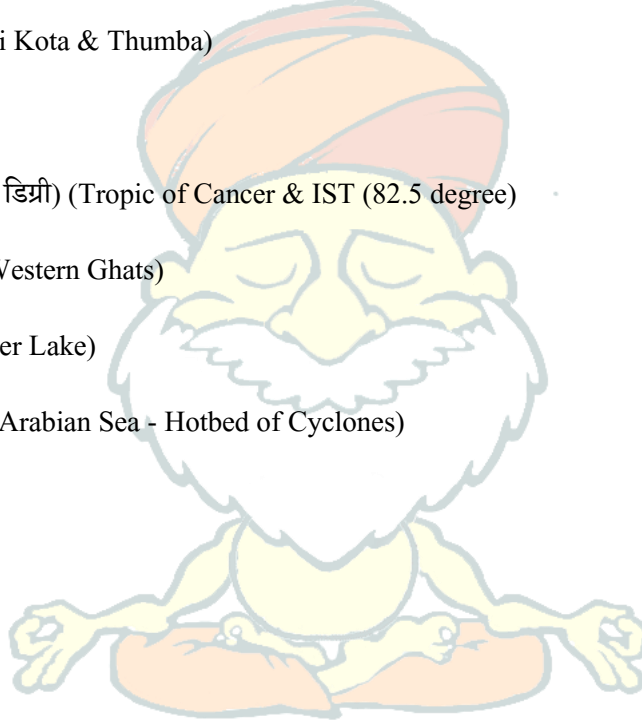 i Kota & Thumba)
डिग्री) (Tropic of Cancer & IST (82.5 degree)
Western Ghats)
er Lake)
Arabian Sea - Hotbed of Cyclones)